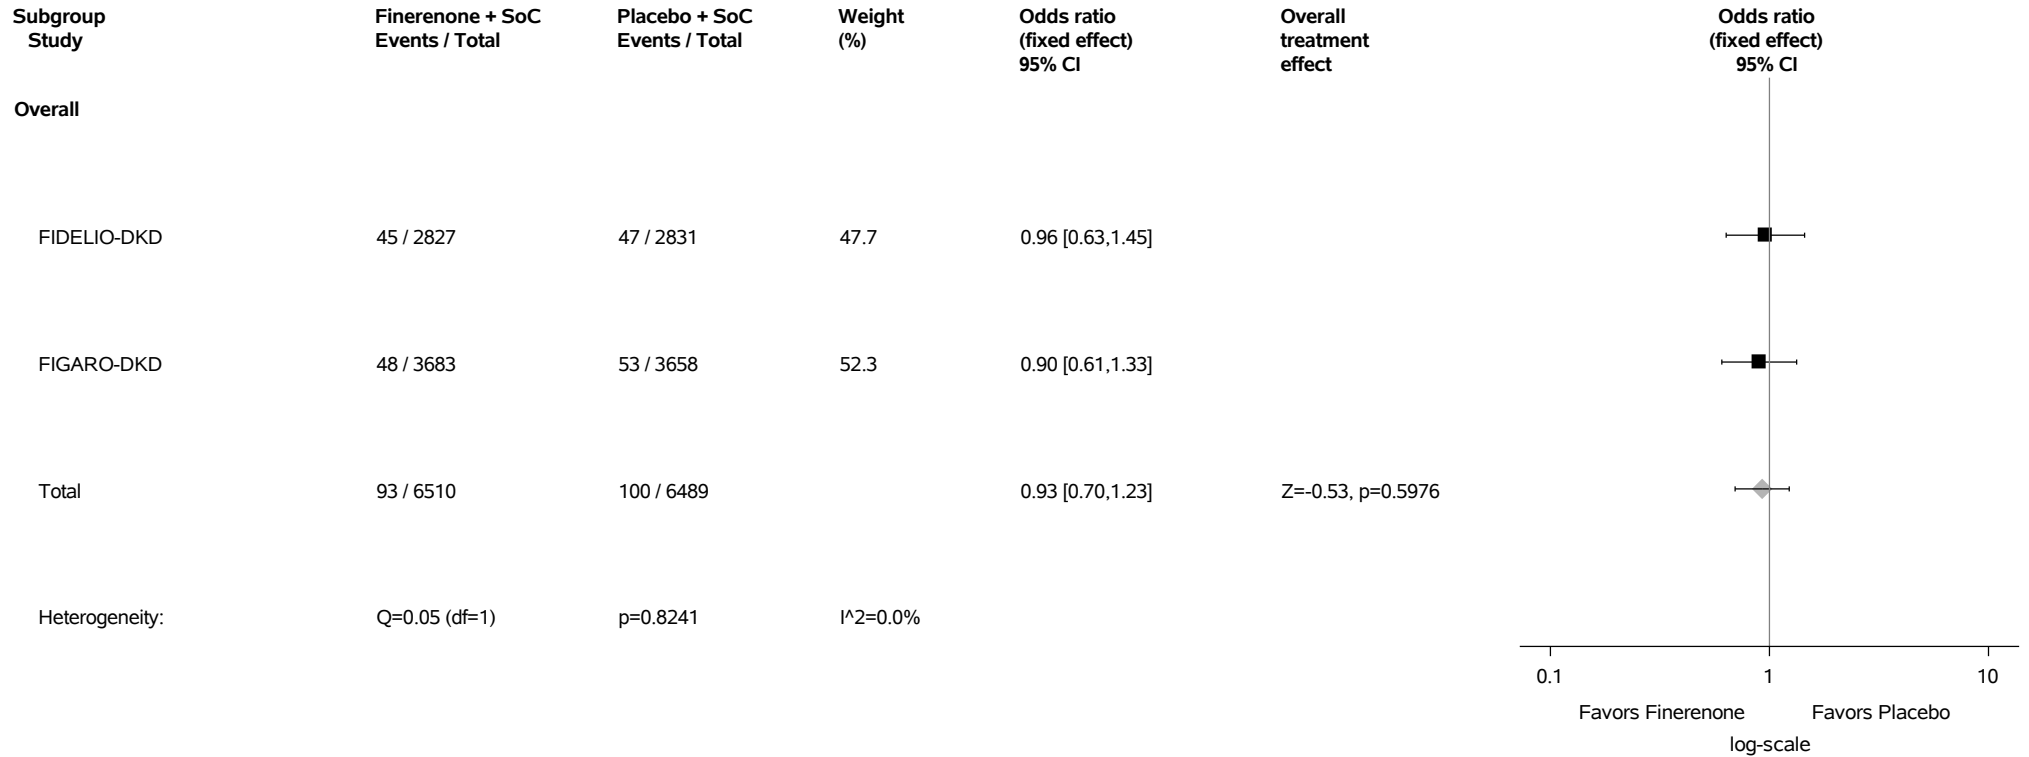 Subgroup Finerenone + SoC Placebo + SoC Weight Odds ratio Overall Odds ratio
Study Events / Total Events / Total (%) (fixed effect) treatment (fixed effect)
95% CI effect 95% CI
Overall
FIDELIO-DKD 45 / 2827 47 / 2831 47.7 0.96 [0.63,1.45]
FIGARO-DKD 48 / 3683 53 / 3658 52.3 0.90 [0.61,1.33]
Total 93 / 6510 100 / 6489 0.93 [0.70,1.23] Z=-0.53, p=0.5976
Heterogeneity: Q=0.05 (df=1) p=0.8241 I^2=0.0%
0.1 1 10
Favors Finerenone Favors Placebo
log-scale